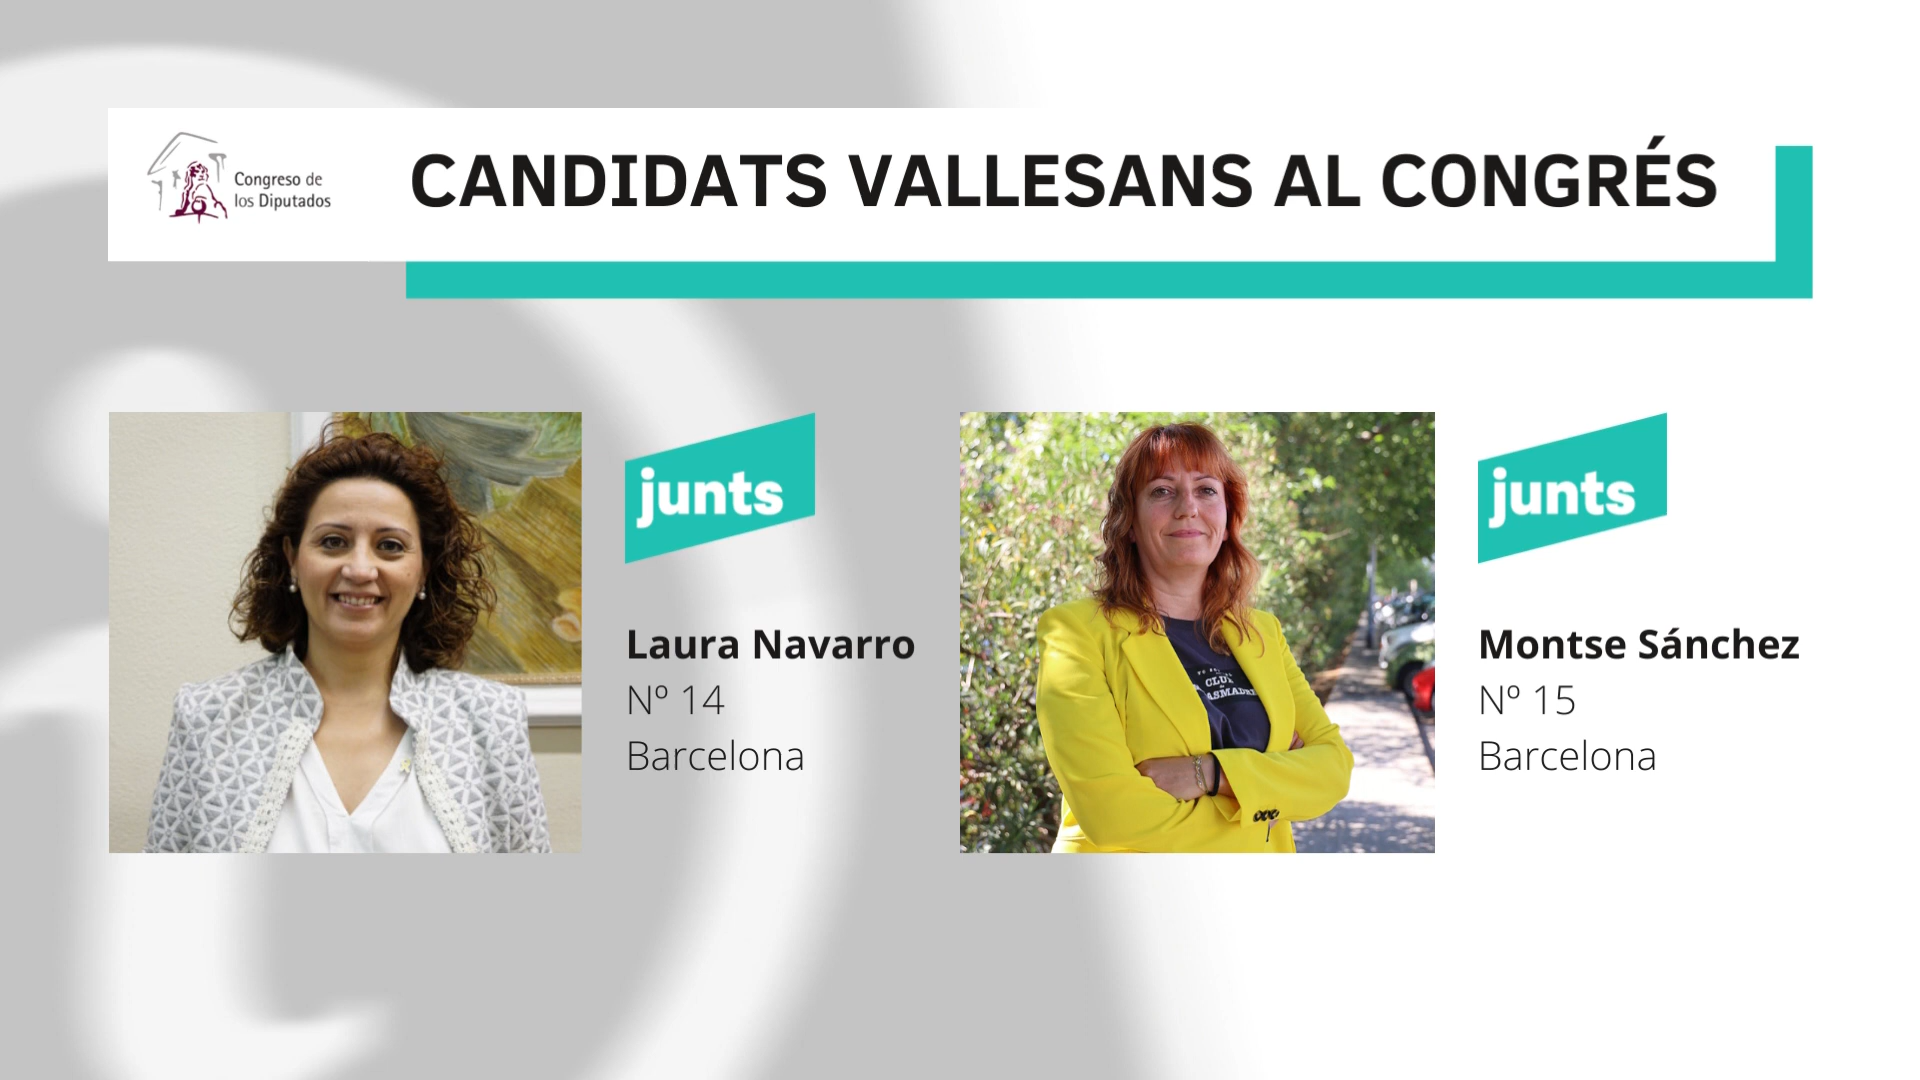 Congreso de
los Diputados
CANDIDATS VALLESANS AL CONGRÉS
junts
Laura Navarro
Nº 14
Barcelona
CLUB
junts
Montse Sánchez
Nº 15
Barcelona